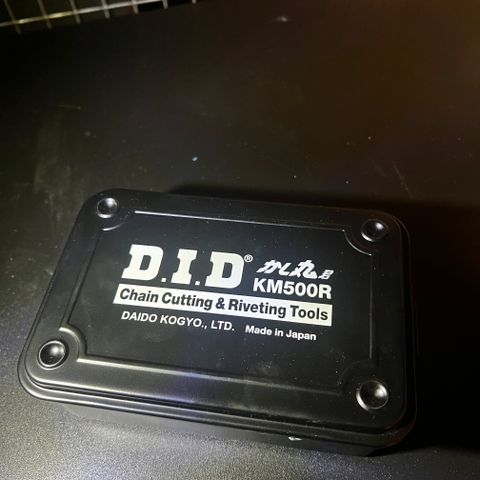 D.I.D® かし丸君
KM500R
Chain Cutting & Riveting Tools
DAIDO KOGYO., LTD. Made in Japan